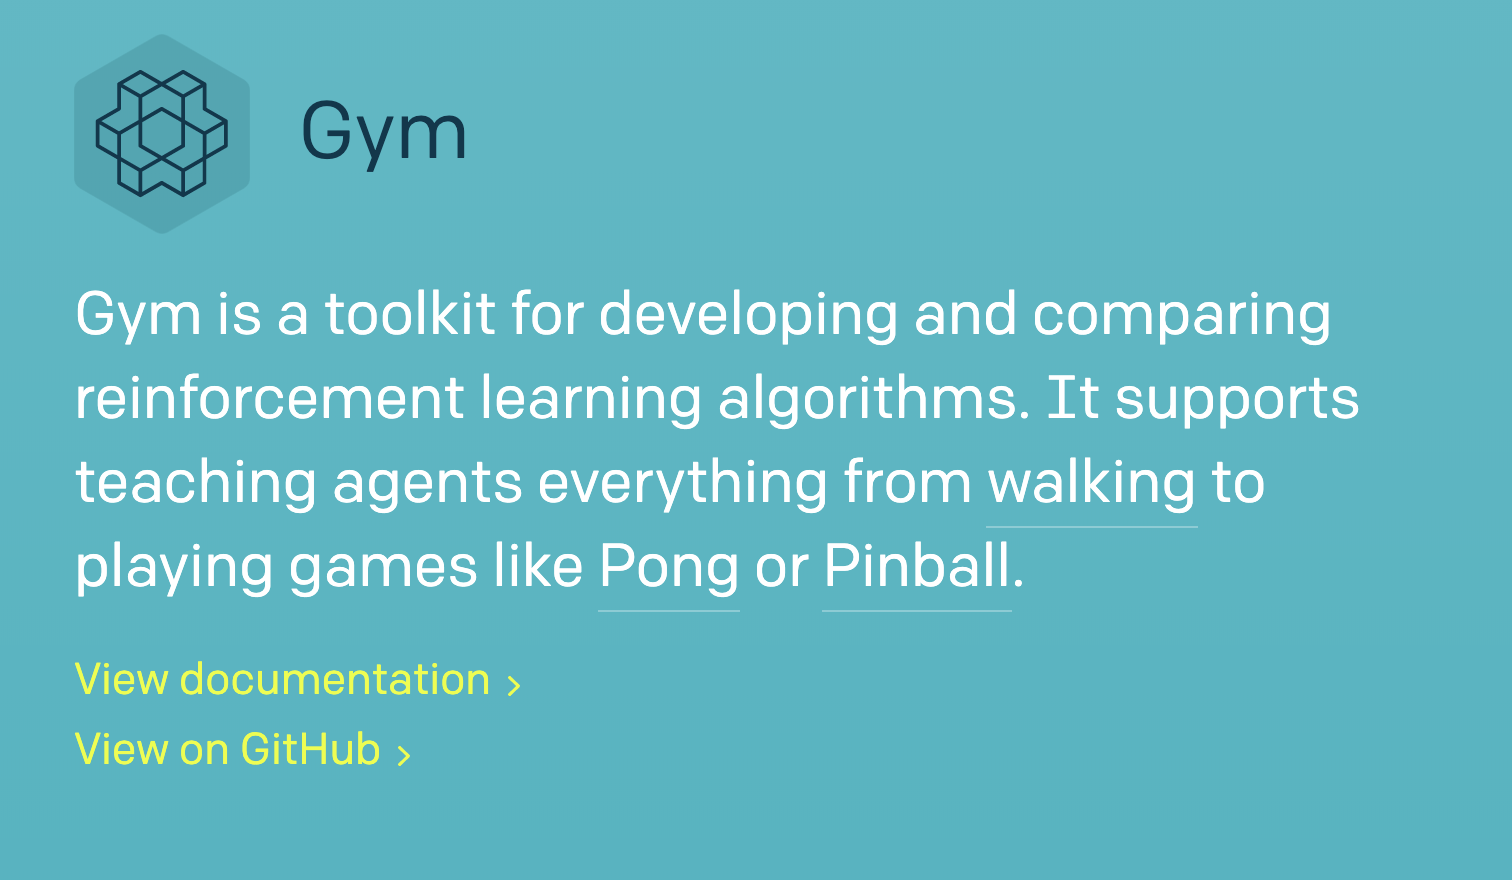 Gym
Gym is a toolkit for developing and comparing
reinforcement learning algorithms. It supports
teaching agents everything from walking to
playing games like Pong or Pinball.
View documentation >
View on GitHub >